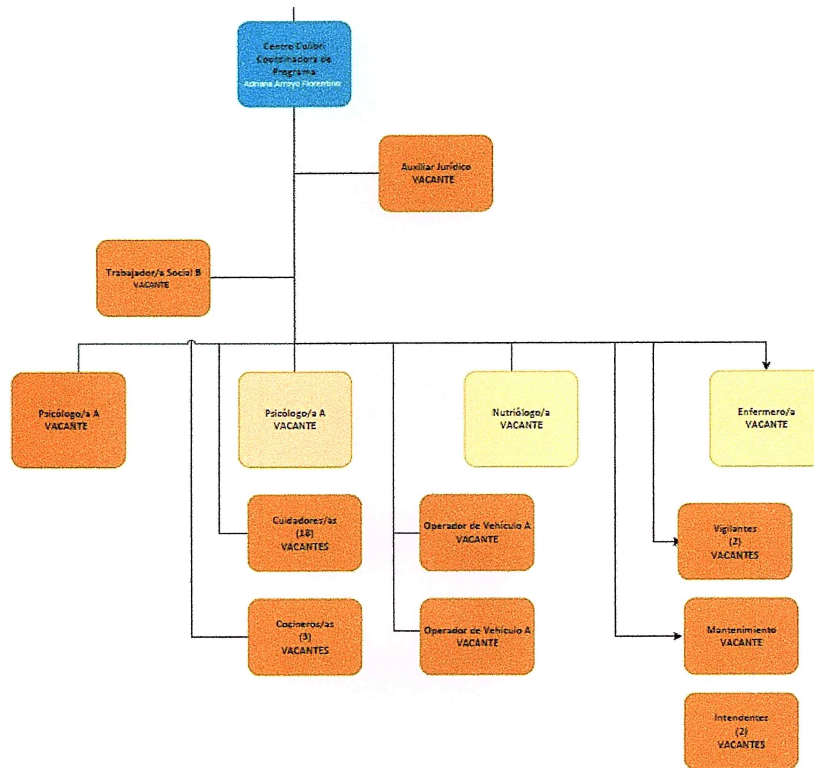 Centro Colibrí
Coordinadora de
Programa
Adriana Arroyo Florentino
Auxiliar Jurídico
VACANTE
Trabajador/a Social B
VACANTE
Psicólogo/a A
VACANTE
Psicólogo/a A
VACANTE
Nutriólogo/a
VACANTE
Enfermero/a
VACANTE
Cuidadores/as
(18)
VACANTES
Operador de Vehículo A
VACANTE
Vigilantes
(2)
VACANTES
Cocineros/as
(3)
VACANTES
Operador de Vehículo A
VACANTE
Mantenimiento
VACANTE
Intendentes
(2)
VACANTES